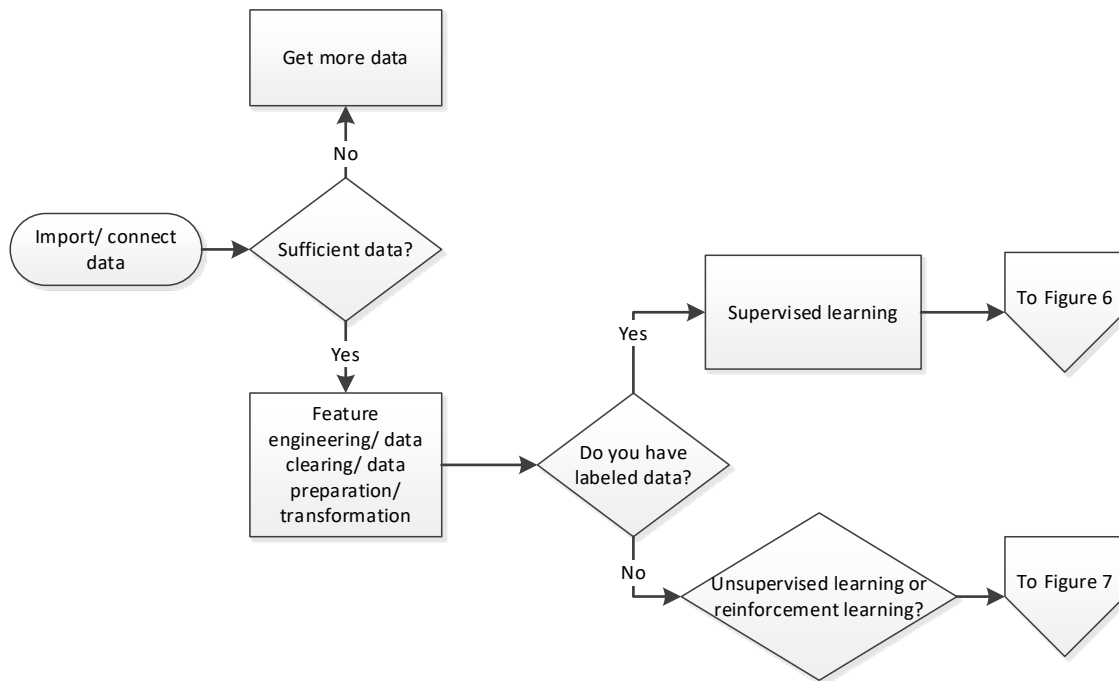 Get more data
No
Import/ connect
data
Sufficient data?
Yes
Feature
engineering/ data
clearing/ data
preparation/
transformation
Do you have
labeled data?
Yes
Supervised learning
To Figure 6
No
Unsupervised learning or
reinforcement learning?
To Figure 7